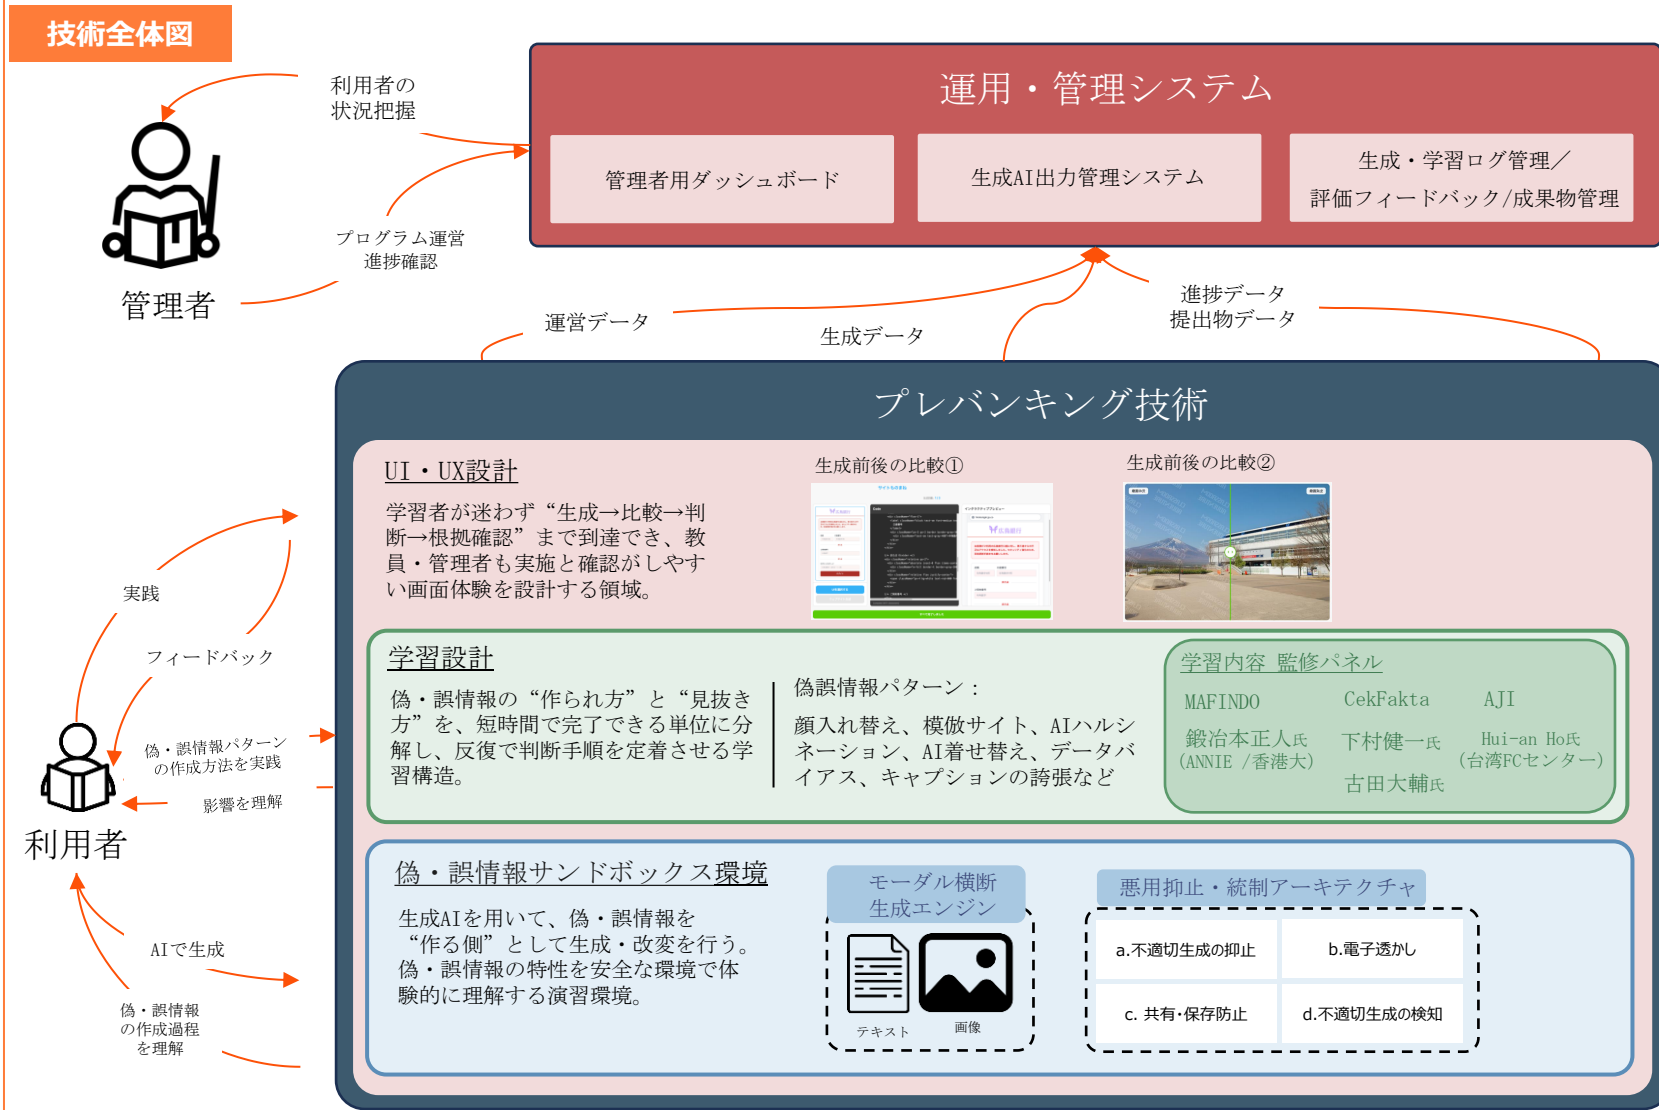 技術全体図
利用者の
状況把握
運用・管理システム
管理者用ダッシュボード
生成AI出力管理システム
生成・学習ログ管理／
評価フィードバック/成果物管理
プログラム運営
進捗確認
管理者
運営データ
生成データ
進捗データ
提出物データ
プレバンキング技術
UI・UX設計
学習者が迷わず“生成→比較→判
断→根拠確認”まで到達でき、教
員・管理者も実施と確認がしやす
い画面体験を設計する領域。
生成前後の比較①
生成前後の比較②
Code
実践
フィードバック
偽・誤情報パターン
の作成方法を実践
影響を理解
利用者
AIで生成
偽・誤情報
の作成過程
を理解
学習設計
偽・誤情報の“作られ方”と“見抜き
方”を、短時間で完了できる単位に分
解し、反復で判断手順を定着させる学
習構造。
偽誤情報パターン：
顔入れ替え、模倣サイト、AIハルシ
ネーション、AI着せ替え、データバ
イアス、キャプションの誇張など
学習内容 監修パネル
MAFINDO
CekFakta
AJI
鍛冶本正人氏
(ANNIE /香港大)
下村健一氏
Hui-an Ho氏
(台湾FCセンター)
古田大輔氏
偽・誤情報サンドボックス環境
生成AIを用いて、偽・誤情報を
“作る側”として生成・改変を行う。
偽・誤情報の特性を安全な環境で体
験的に理解する演習環境。
モーダル横断
生成エンジン
テキスト
画像
悪用抑止・統制アーキテクチャ
a.不適切生成の抑止
b.電子透かし
c. 共有・保存防止
d.不適切生成の検知